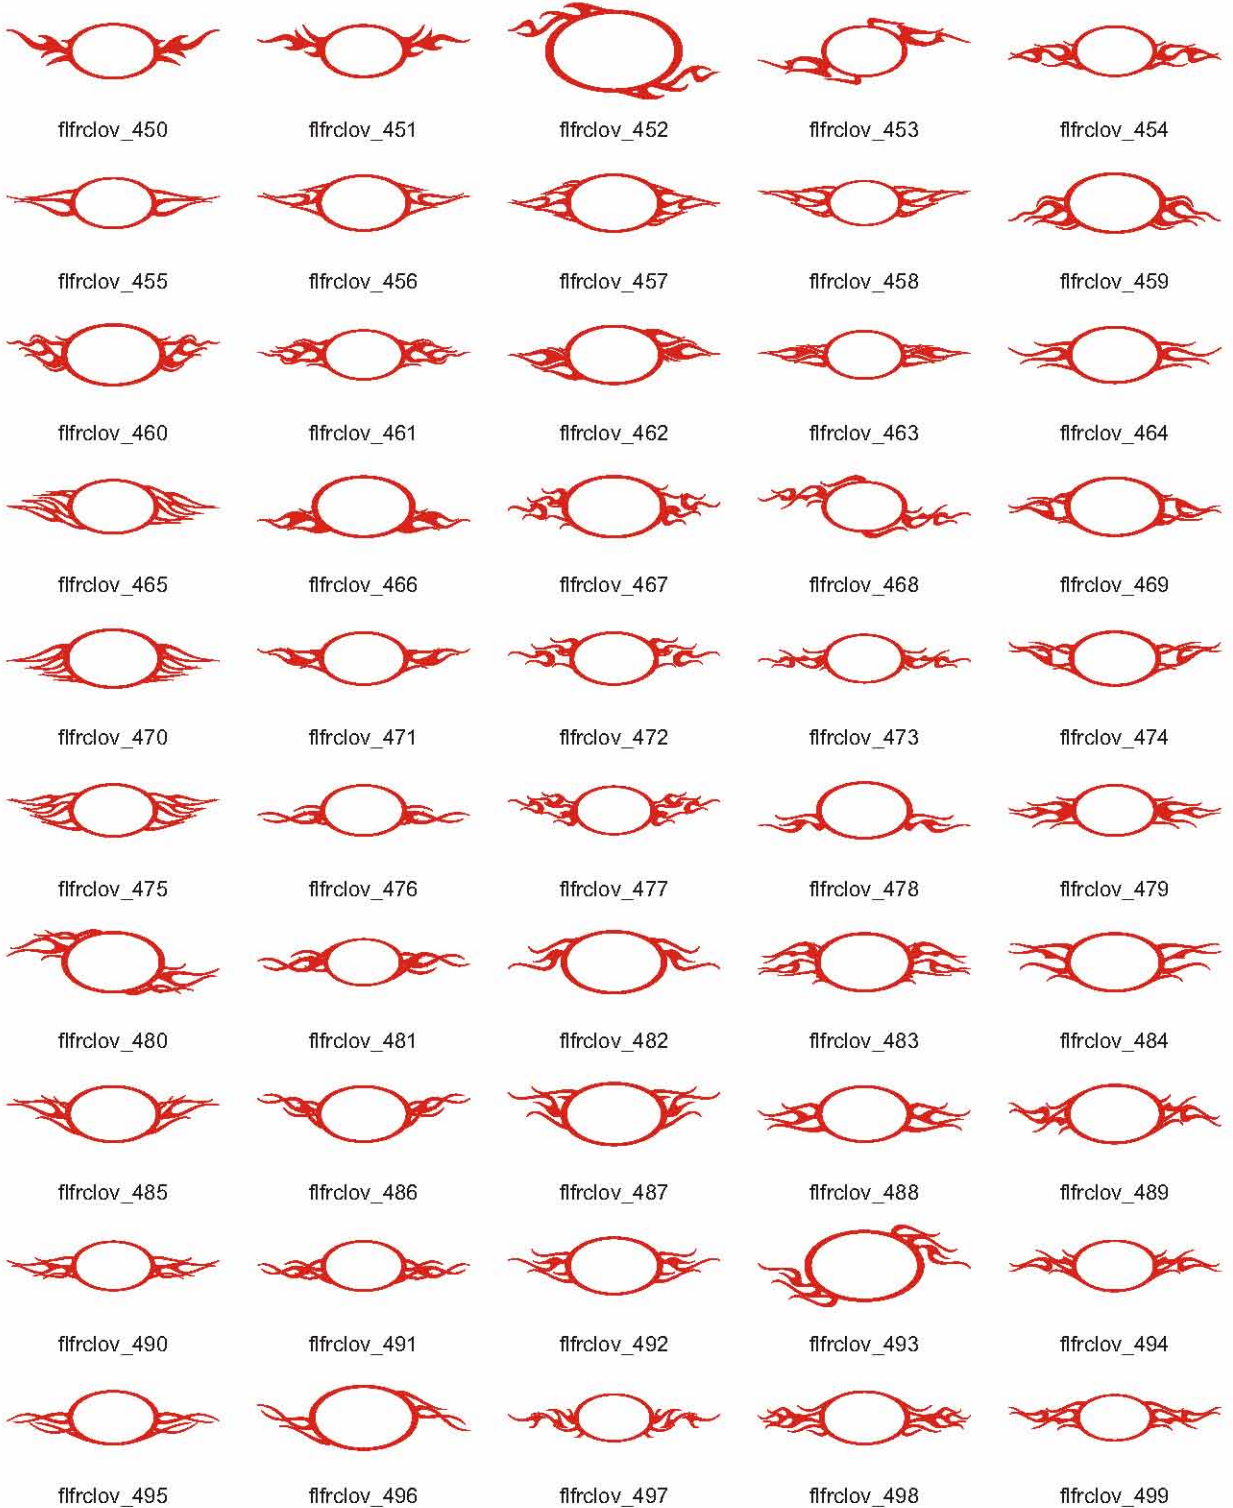 flfrclov_450 flfrclov_451 flfrclov_452 flfrclov_453 flfrclov_454
flfrclov_455 flfrclov_456 flfrclov_457 flfrclov_458 flfrclov_459
flfrclov_460 flfrclov_461 flfrclov_462 flfrclov_463 flfrclov_464
flfrclov_465 flfrclov_466 flfrclov_467 flfrclov_468 flfrclov_469
flfrclov_470 flfrclov_471 flfrclov_472 flfrclov_473 flfrclov_474
flfrclov_475 flfrclov_476 flfrclov_477 flfrclov_478 flfrclov_479
flfrclov_480 flfrclov_481 flfrclov_482 flfrclov_483 flfrclov_484
flfrclov_485 flfrclov_486 flfrclov_487 flfrclov_488 flfrclov_489
flfrclov_490 flfrclov_491 flfrclov_492 flfrclov_493 flfrclov_494
flfrclov_495 flfrclov_496 flfrclov_497 flfrclov_498 flfrclov_499